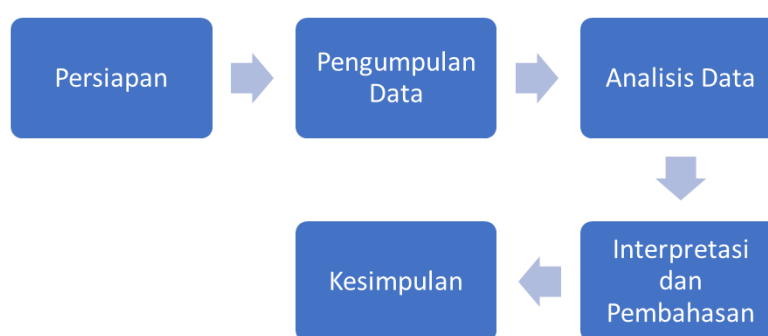 Persiapan
Pengumpulan
Data
Analisis Data
Interpretasi
dan
Pembahasan
Kesimpulan